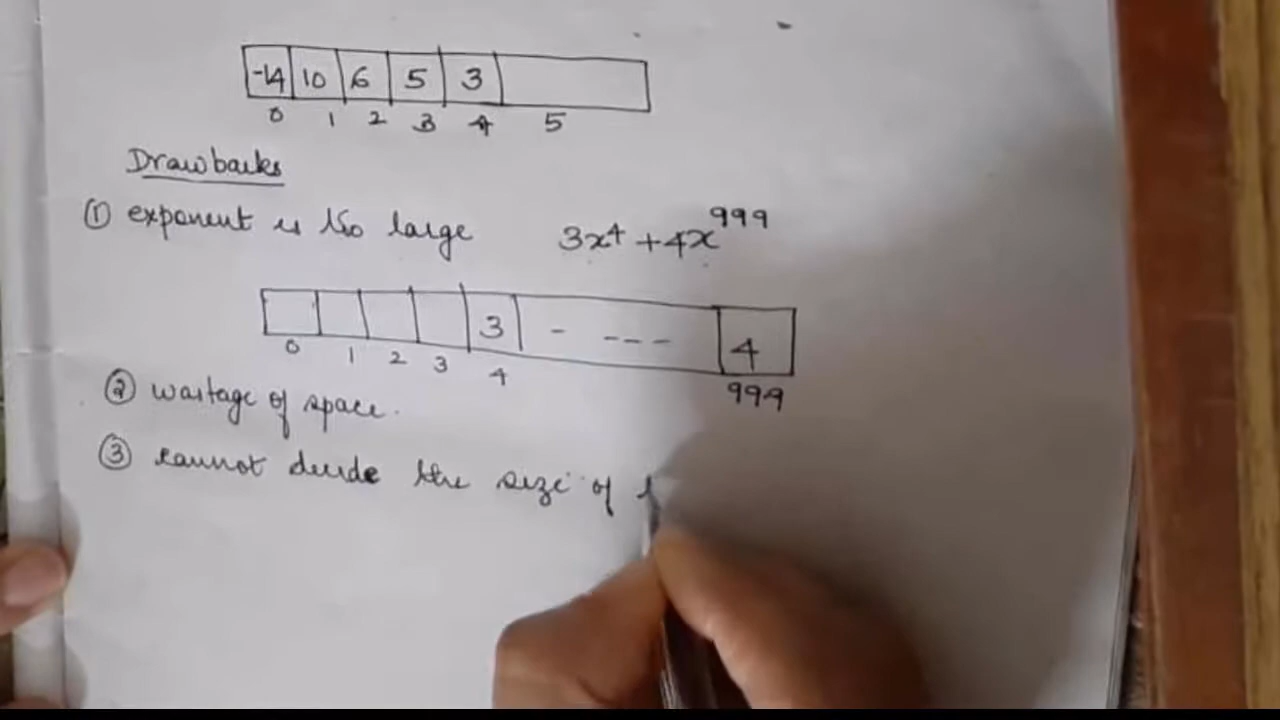 -14 10 6 5 3
0 1 2 3 4 5
Drawbacks
① exponent is too large 3x⁴ + 4x⁹⁹⁹
3 - --- 4
0 1 2 3 4 999
② wastage of space.
③ cannot decide the size of